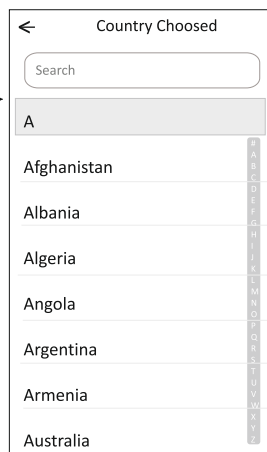 Country Choosed
Search
A
Afghanistan
Albania
Algeria
Angola
Argentina
Armenia
Australia
#
A
B
C
D
E
F
G
H
I
J
K
L
M
N
O
P
Q
R
S
T
U
V
W
X
Y
Z